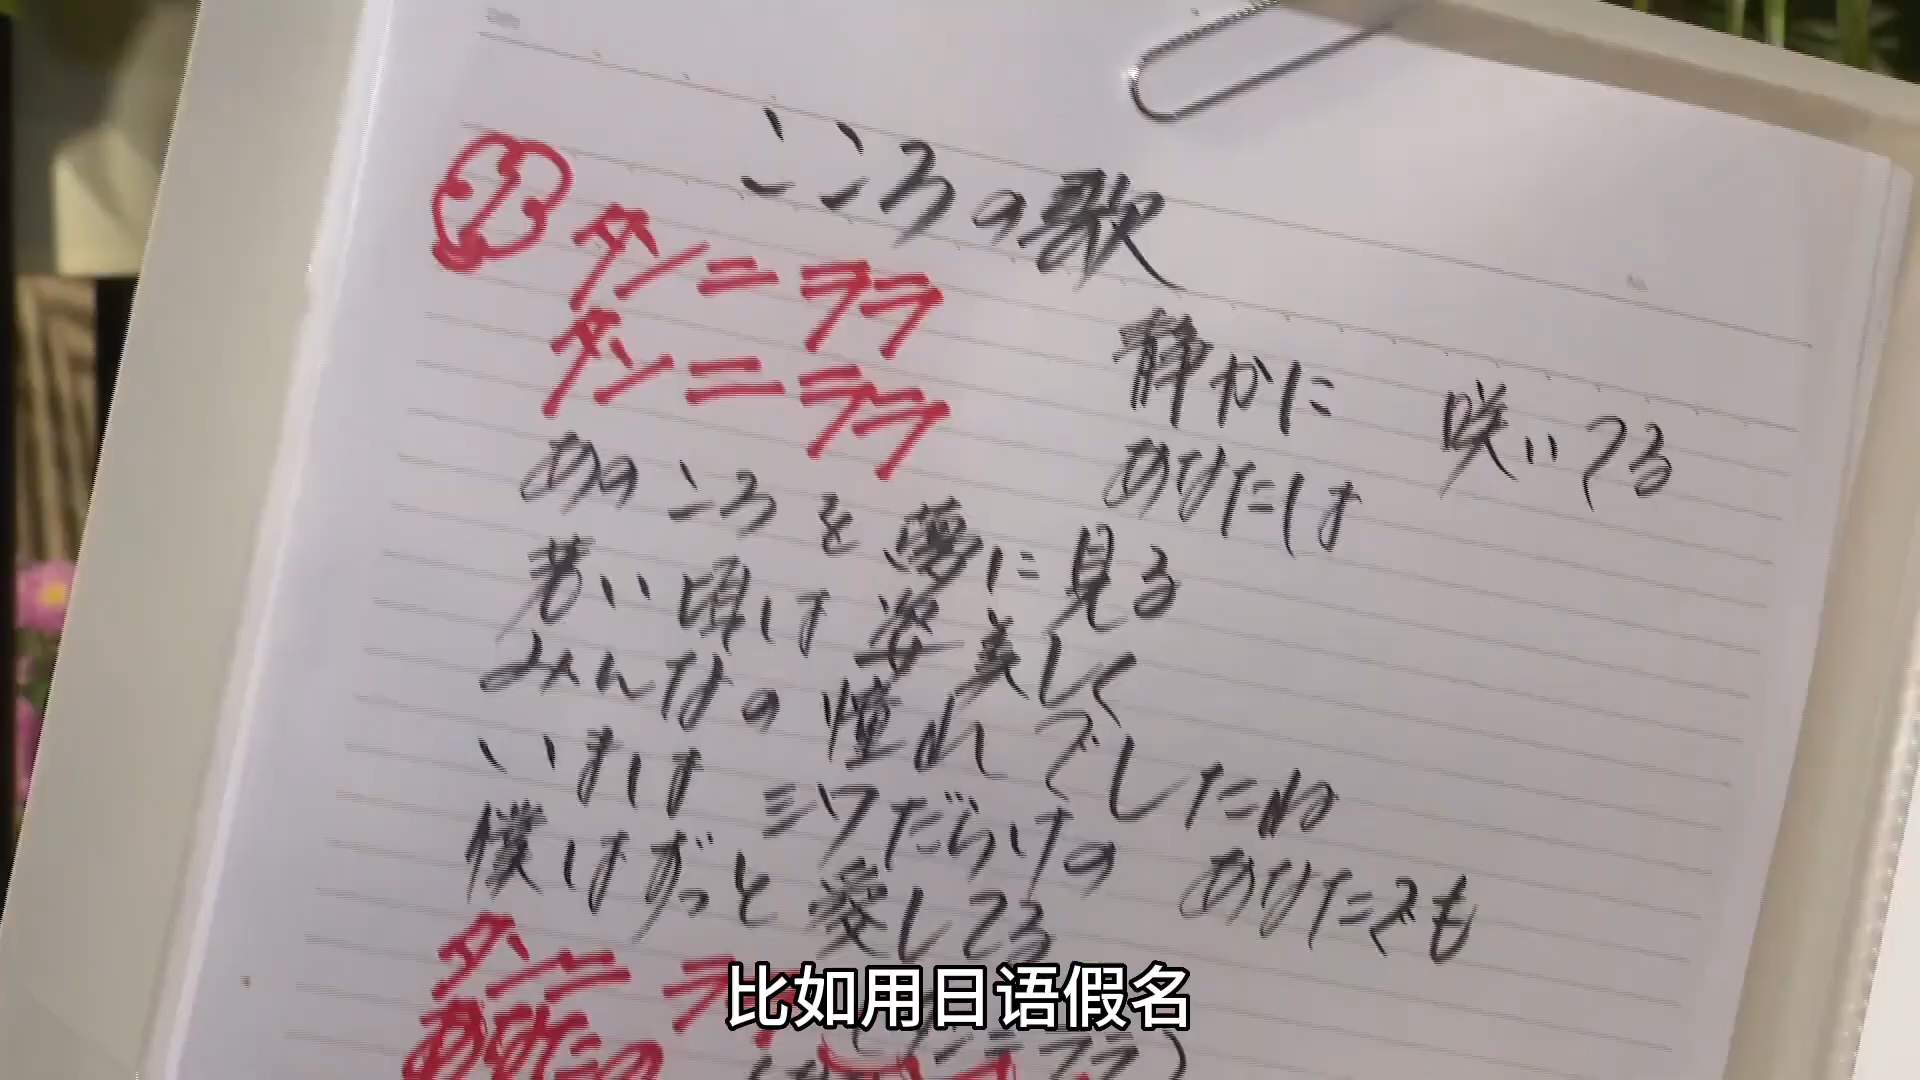 こころの歌
ダンニララ 静かに 咲いてる
ダンニララ あなたは
あのころを夢に見る
若い頃は姿美しく
みんなの憧れでしたね
いまはシワだらけのあなたでも
僕はずっと愛してる
比如用日语假名